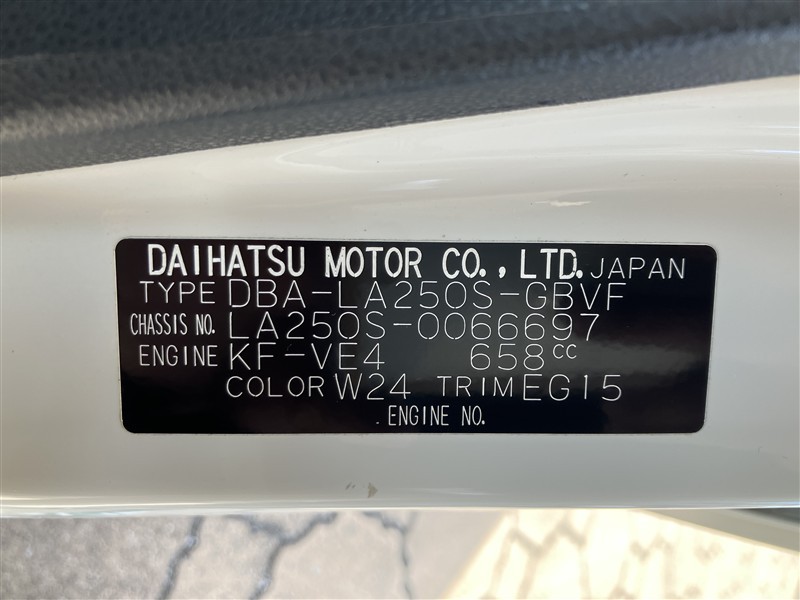 DAIHATSU MOTOR CO., LTD. JAPAN
TYPE DBA-LA250S-GBVF
CHASSIS NO. LA250S-0066697
ENGINE KF-VE4 658cc
COLOR W24 TRIM EG15
ENGINE NO.